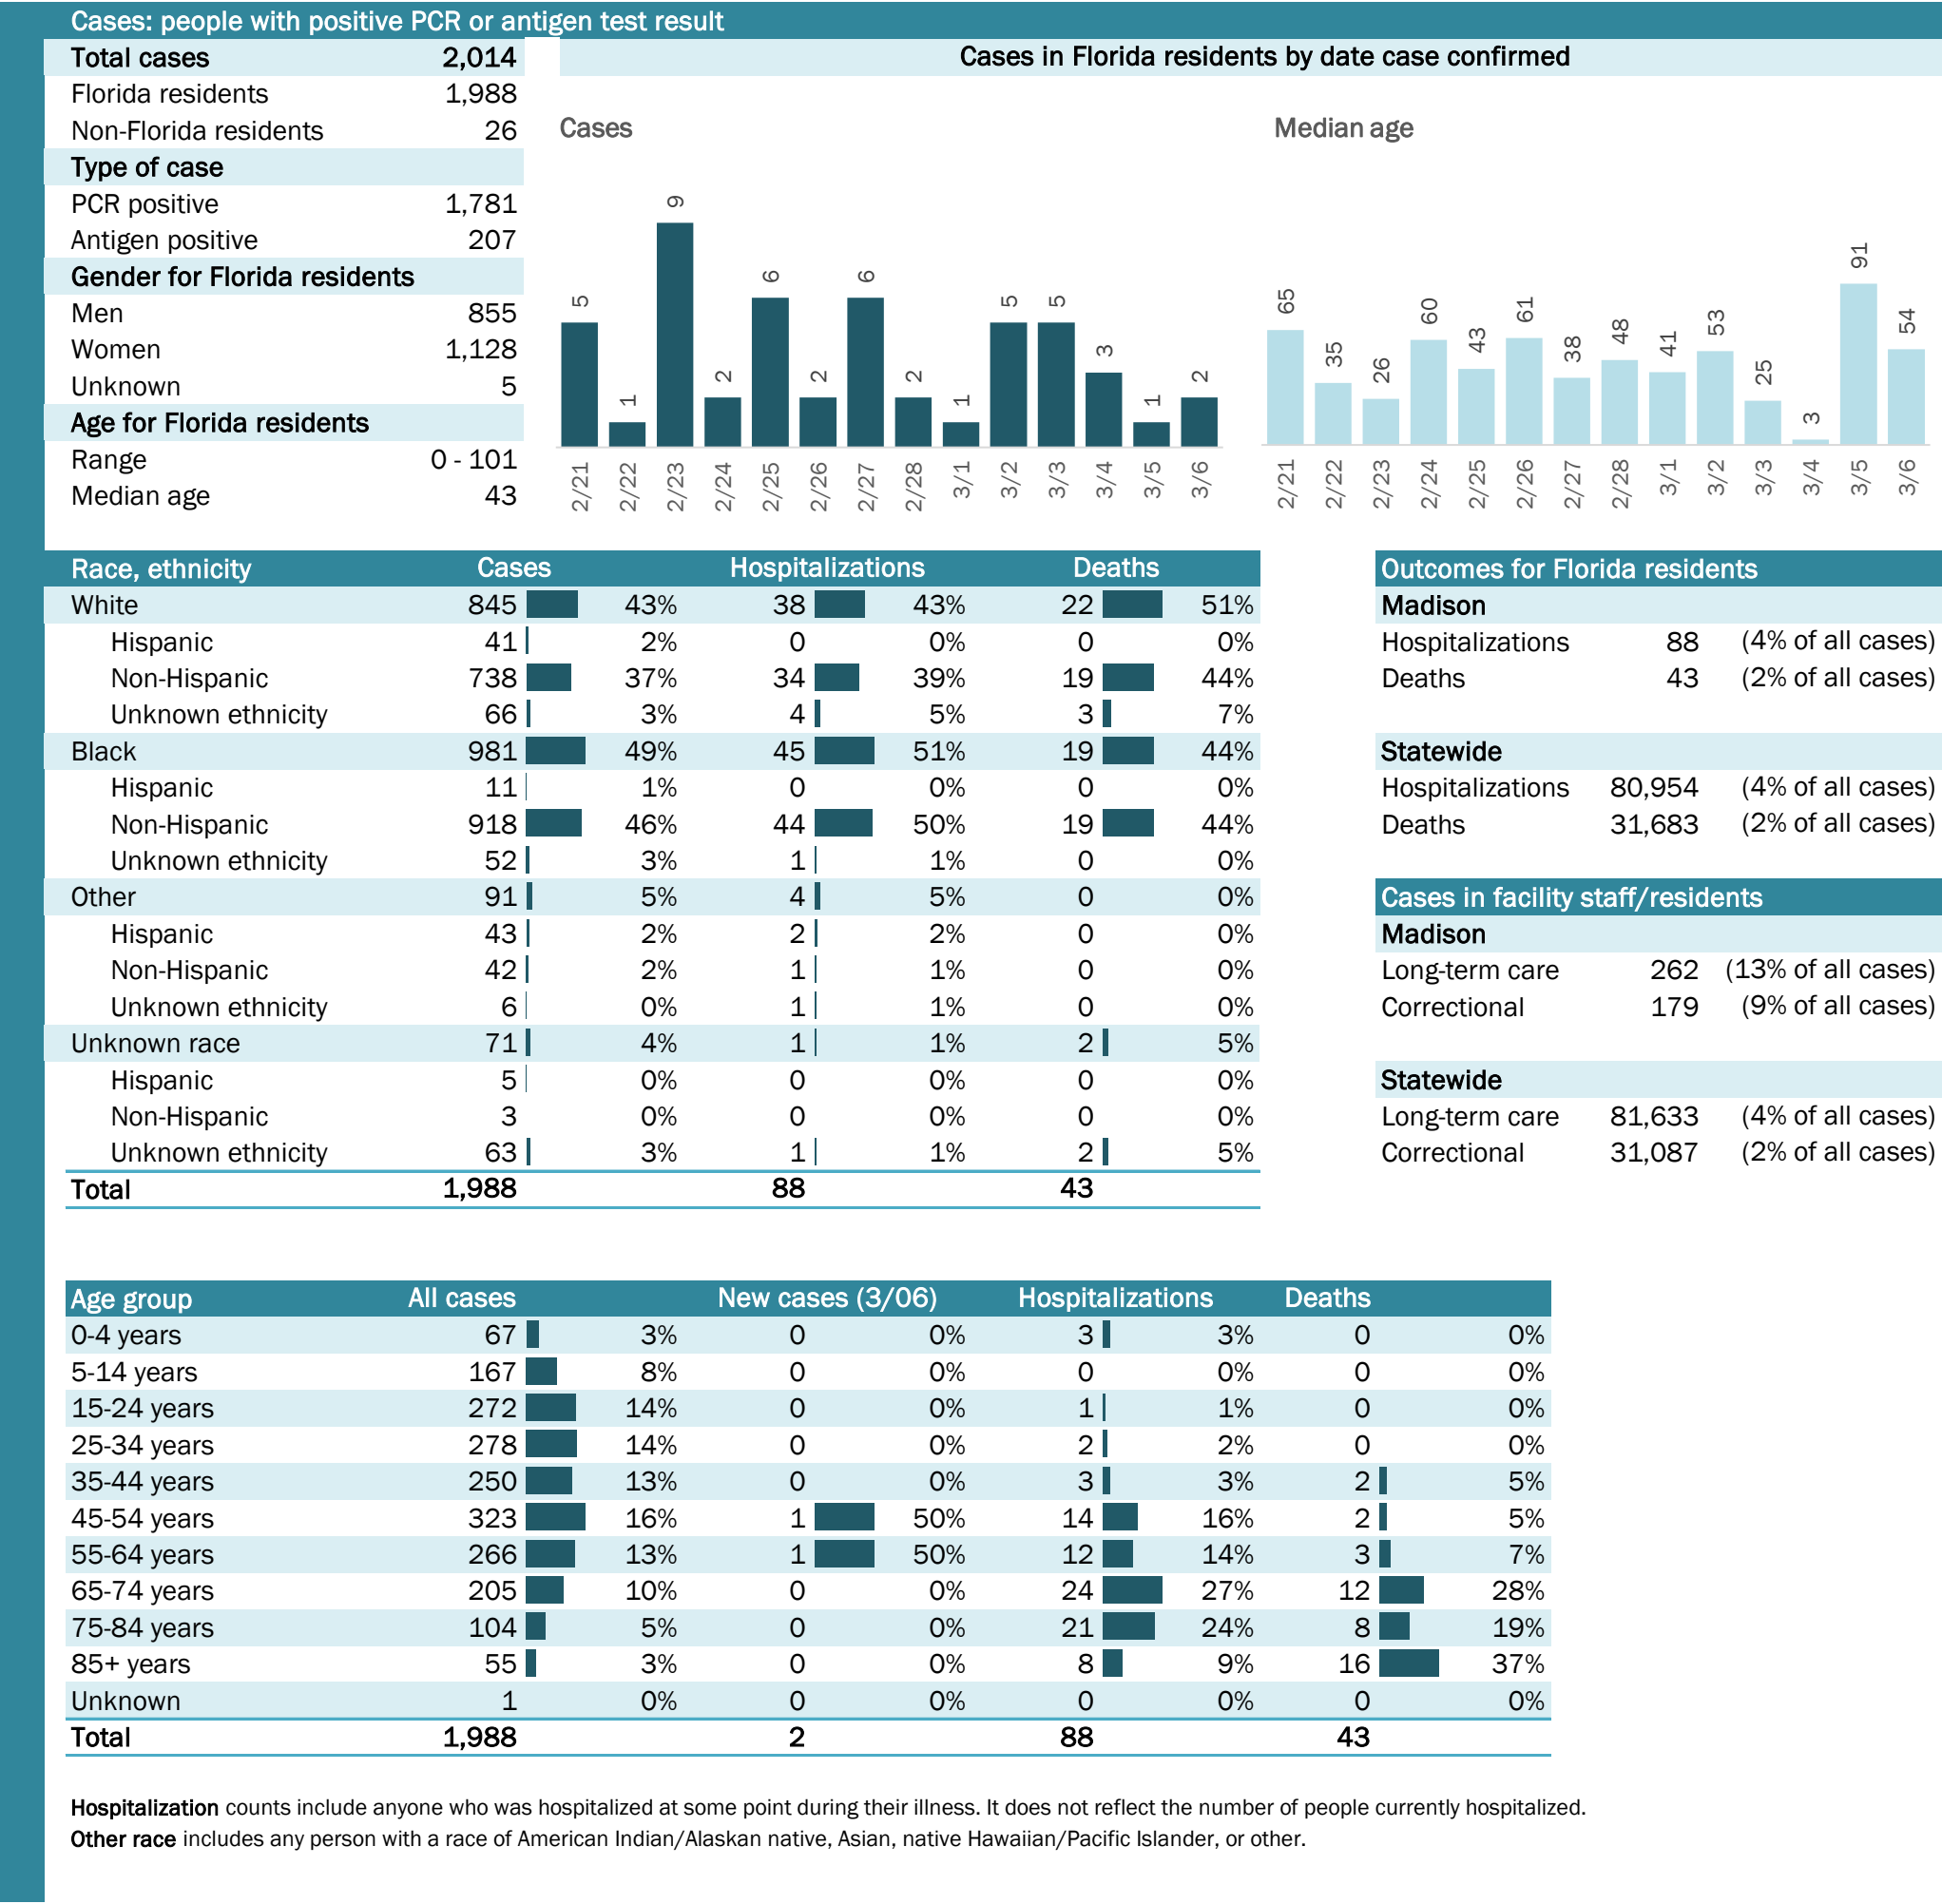 Cases: people with positive PCR or antigen test result
Total cases 2,014
Florida residents 1,988
Non-Florida residents 26
Type of case
PCR positive 1,781
Antigen positive 207
Gender for Florida residents
Men 855
Women 1,128
Unknown 5
Age for Florida residents
Range 0 - 101
Median age 43
Cases in Florida residents by date case confirmed
Cases
5 1 9 2 6 2 6 2 1 5 5 3 1 2
2/21 2/22 2/23 2/24 2/25 2/26 2/27 2/28 3/1 3/2 3/3 3/4 3/5 3/6
Median age
65 35 26 60 43 61 38 48 41 53 25 3 91 54
2/21 2/22 2/23 2/24 2/25 2/26 2/27 2/28 3/1 3/2 3/3 3/4 3/5 3/6
Race, ethnicity Cases Hospitalizations Deaths
White 845 43% 38 43% 22 51%
Hispanic 41 2% 0 0% 0 0%
Non-Hispanic 738 37% 34 39% 19 44%
Unknown ethnicity 66 3% 4 5% 3 7%
Black 981 49% 45 51% 19 44%
Hispanic 11 1% 0 0% 0 0%
Non-Hispanic 918 46% 44 50% 19 44%
Unknown ethnicity 52 3% 1 1% 0 0%
Other 91 5% 4 5% 0 0%
Hispanic 43 2% 2 2% 0 0%
Non-Hispanic 42 2% 1 1% 0 0%
Unknown ethnicity 6 0% 1 1% 0 0%
Unknown race 71 4% 1 1% 2 5%
Hispanic 5 0% 0 0% 0 0%
Non-Hispanic 3 0% 0 0% 0 0%
Unknown ethnicity 63 3% 1 1% 2 5%
Total 1,988 88 43
Outcomes for Florida residents
Madison
Hospitalizations 88 (4% of all cases)
Deaths 43 (2% of all cases)
Statewide
Hospitalizations 80,954 (4% of all cases)
Deaths 31,683 (2% of all cases)
Cases in facility staff/residents
Madison
Long-term care 262 (13% of all cases)
Correctional 179 (9% of all cases)
Statewide
Long-term care 81,633 (4% of all cases)
Correctional 31,087 (2% of all cases)
Age group All cases New cases (3/06) Hospitalizations Deaths
0-4 years 67 3% 0 0% 3 3% 0 0%
5-14 years 167 8% 0 0% 0 0% 0 0%
15-24 years 272 14% 0 0% 1 1% 0 0%
25-34 years 278 14% 0 0% 2 2% 0 0%
35-44 years 250 13% 0 0% 3 3% 2 5%
45-54 years 323 16% 1 50% 14 16% 2 5%
55-64 years 266 13% 1 50% 12 14% 3 7%
65-74 years 205 10% 0 0% 24 27% 12 28%
75-84 years 104 5% 0 0% 21 24% 8 19%
85+ years 55 3% 0 0% 8 9% 16 37%
Unknown 1 0% 0 0% 0 0% 0 0%
Total 1,988 2 88 43
Hospitalization counts include anyone who was hospitalized at some point during their illness. It does not reflect the number of people currently hospitalized.
Other race includes any person with a race of American Indian/Alaskan native, Asian, native Hawaiian/Pacific Islander, or other.